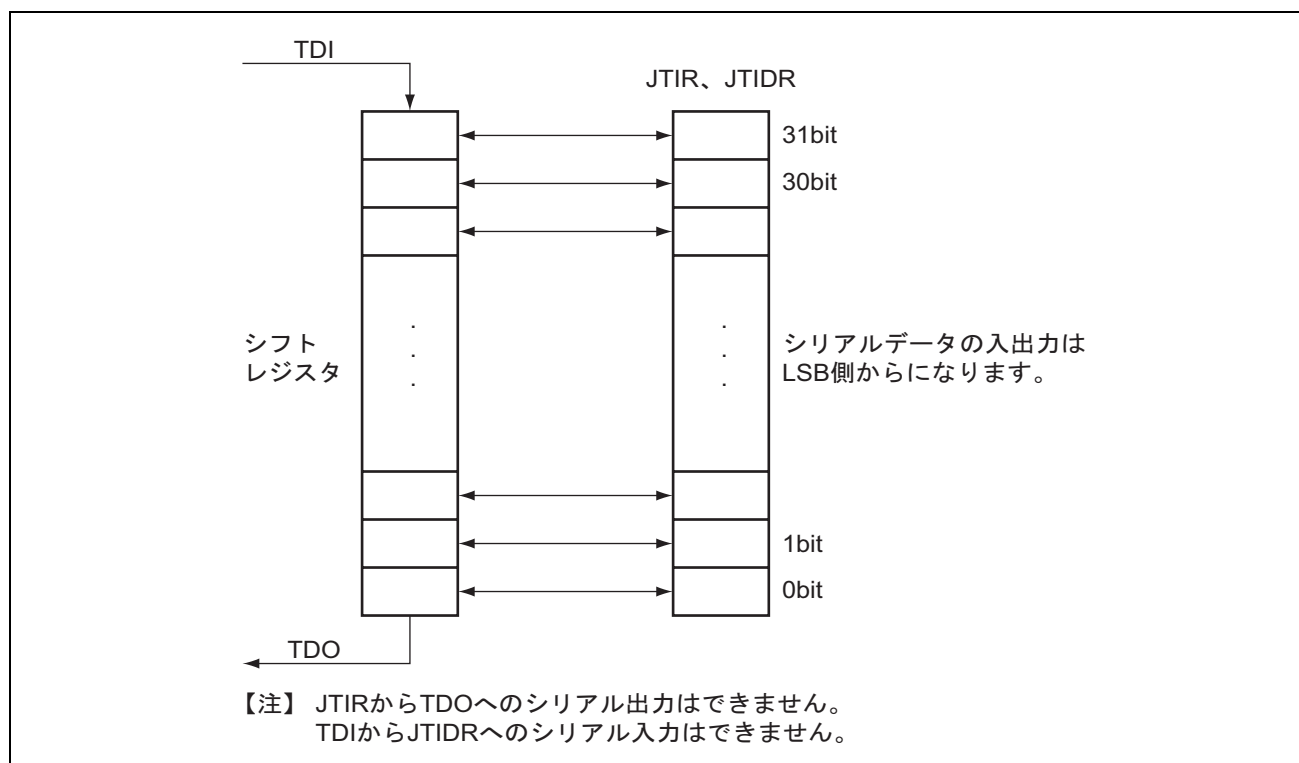 TDI
JTIR、JTIDR
31bit
30bit
シフト
レジスタ
シリアルデータの入出力は
LSB側からになります。
1bit
0bit
TDO
【注】 JTIRからTDOへのシリアル出力はできません。
TDIからJTIDRへのシリアル入力はできません。